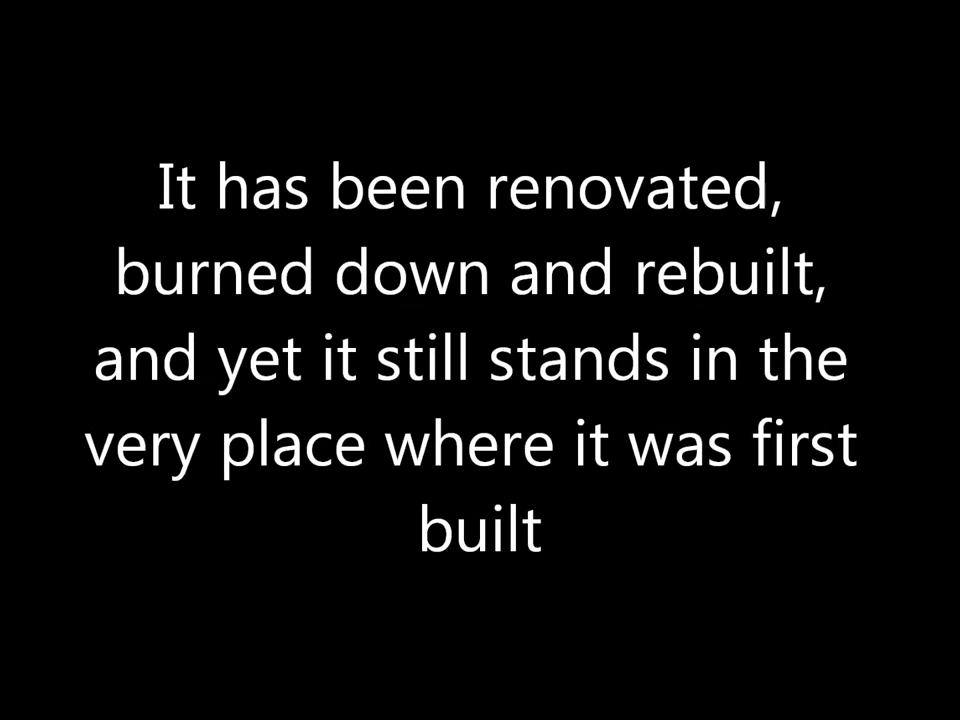 It has been renovated,
burned down and rebuilt,
and yet it still stands in the
very place where it was first
built